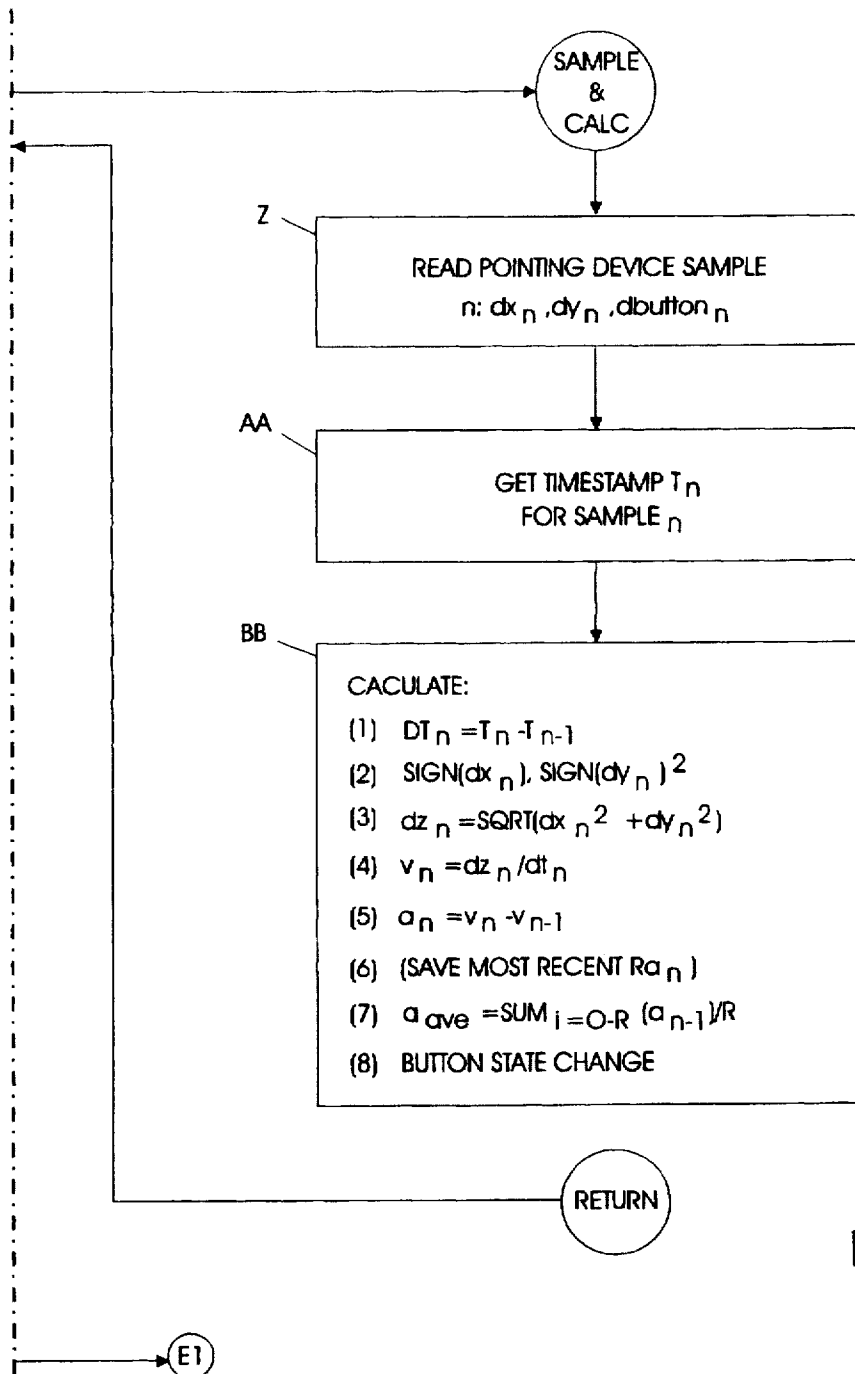 SAMPLE
&
CALC
Z
READ POINTING DEVICE SAMPLE
n: dx n ,dy n ,dbutton n
AA
GET TIMESTAMP T n
FOR SAMPLE n
BB
CACULATE:
(1) DT n =T n -T n-1
(2) SIGN(dx n ), SIGN(dy n ) 2
(3) dz n =SQRT(dx n 2 +dy n 2)
(4) v n =dz n /dt n
(5) a n =v n -v n-1
(6) (SAVE MOST RECENT Ra n )
(7) a ave =SUM i=O-R (a n-1)/R
(8) BUTTON STATE CHANGE
RETURN
E1